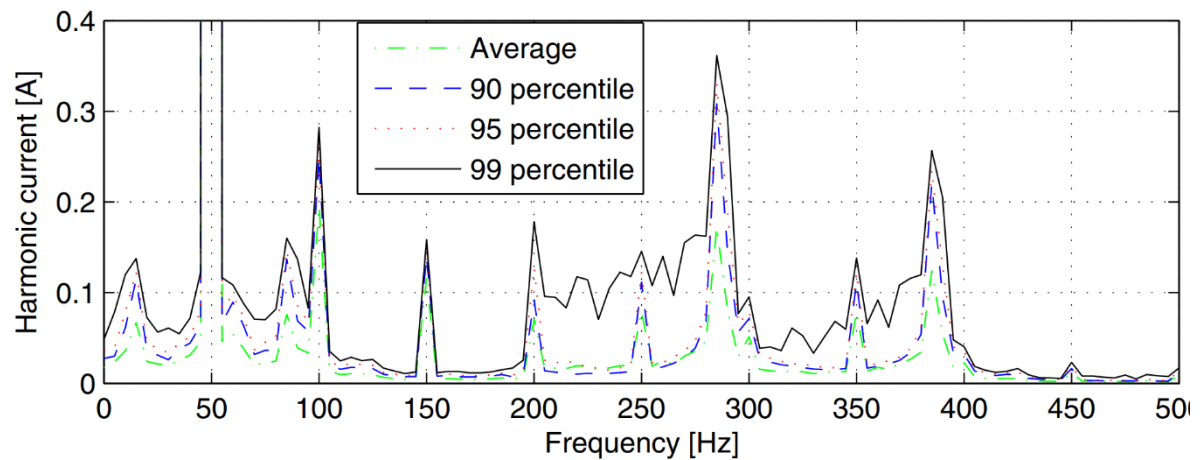 Harmonic current [A]
0.4
0.3
0.2
0.1
0
Average
90 percentile
95 percentile
99 percentile
0 50 100 150 200 250 300 350 400 450 500
Frequency [Hz]